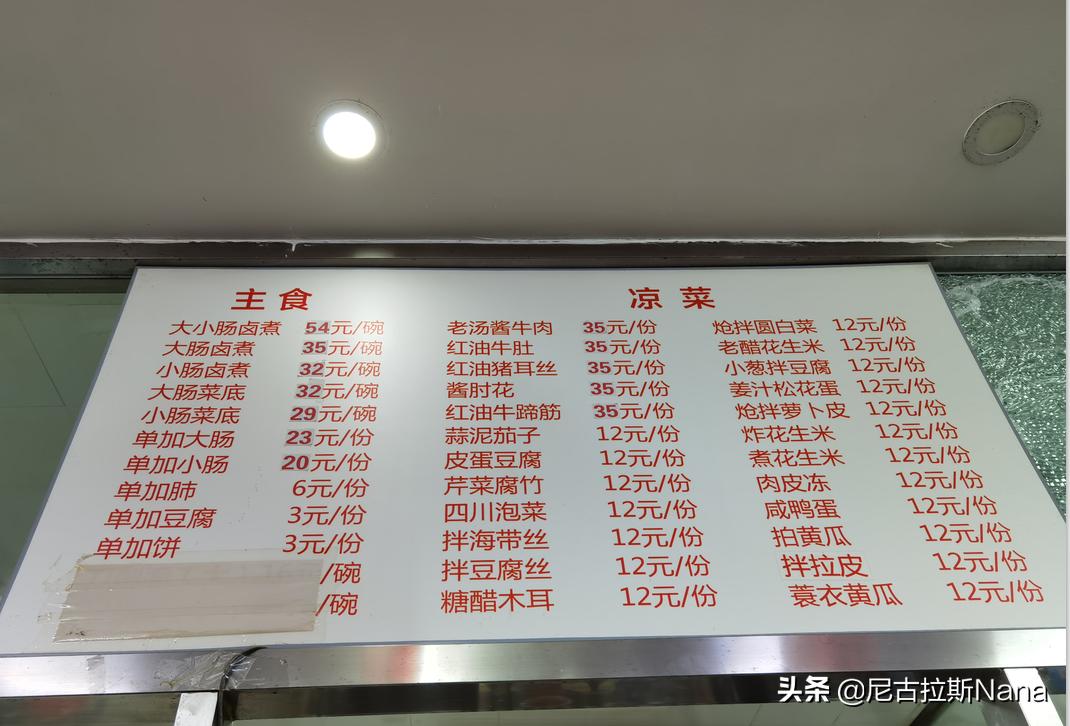 主食
大小肠卤煮 54元/碗
大肠卤煮 35元/碗
小肠卤煮 32元/碗
大肠菜底 32元/碗
小肠菜底 29元/碗
单加大肠 23元/份
单加小肠 20元/份
单加肺 6元/份
单加豆腐 3元/份
单加饼 3元/份
/碗
/碗
凉菜
老汤酱牛肉 35元/份
红油牛肚 35元/份
红油猪耳丝 35元/份
酱肘花 35元/份
红油牛蹄筋 35元/份
蒜泥茄子 12元/份
皮蛋豆腐 12元/份
芹菜腐竹 12元/份
四川泡菜 12元/份
拌海带丝 12元/份
拌豆腐丝 12元/份
糖醋木耳 12元/份
炝拌圆白菜 12元/份
老醋花生米 12元/份
小葱拌豆腐 12元/份
姜汁松花蛋 12元/份
炝拌萝卜皮 12元/份
炸花生米 12元/份
煮花生米 12元/份
肉皮冻 12元/份
咸鸭蛋 12元/份
拍黄瓜 12元/份
拌拉皮 12元/份
蓑衣黄瓜 12元/份
头条 @尼古拉斯Nana